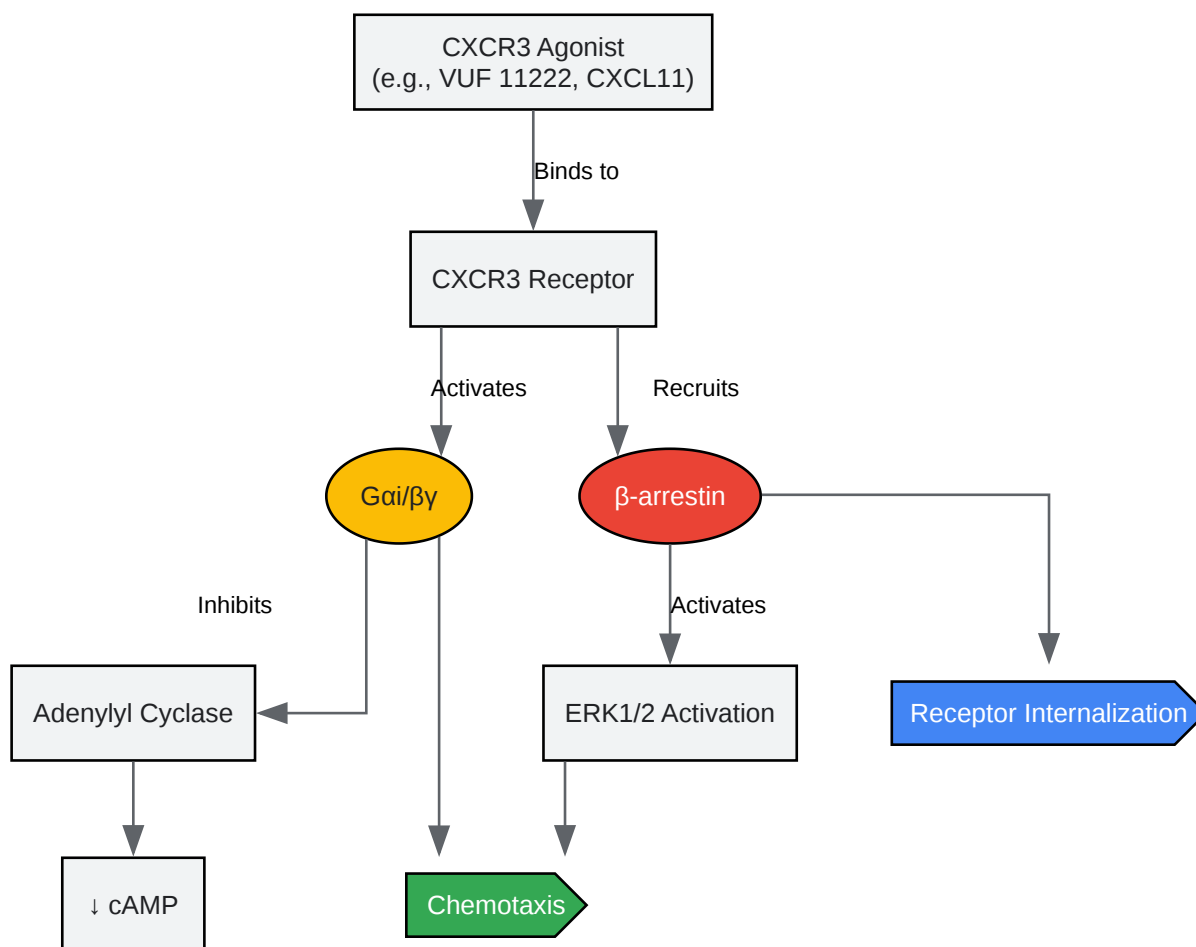 CXCR3 Agonist
(e.g., VUF 11222, CXCL11)
Binds to
CXCR3 Receptor
Activates
Recruits
Gαi/βγ
β-arrestin
Inhibits
Activates
Adenylyl Cyclase
ERK1/2 Activation
Receptor Internalization
↓ cAMP
Chemotaxis